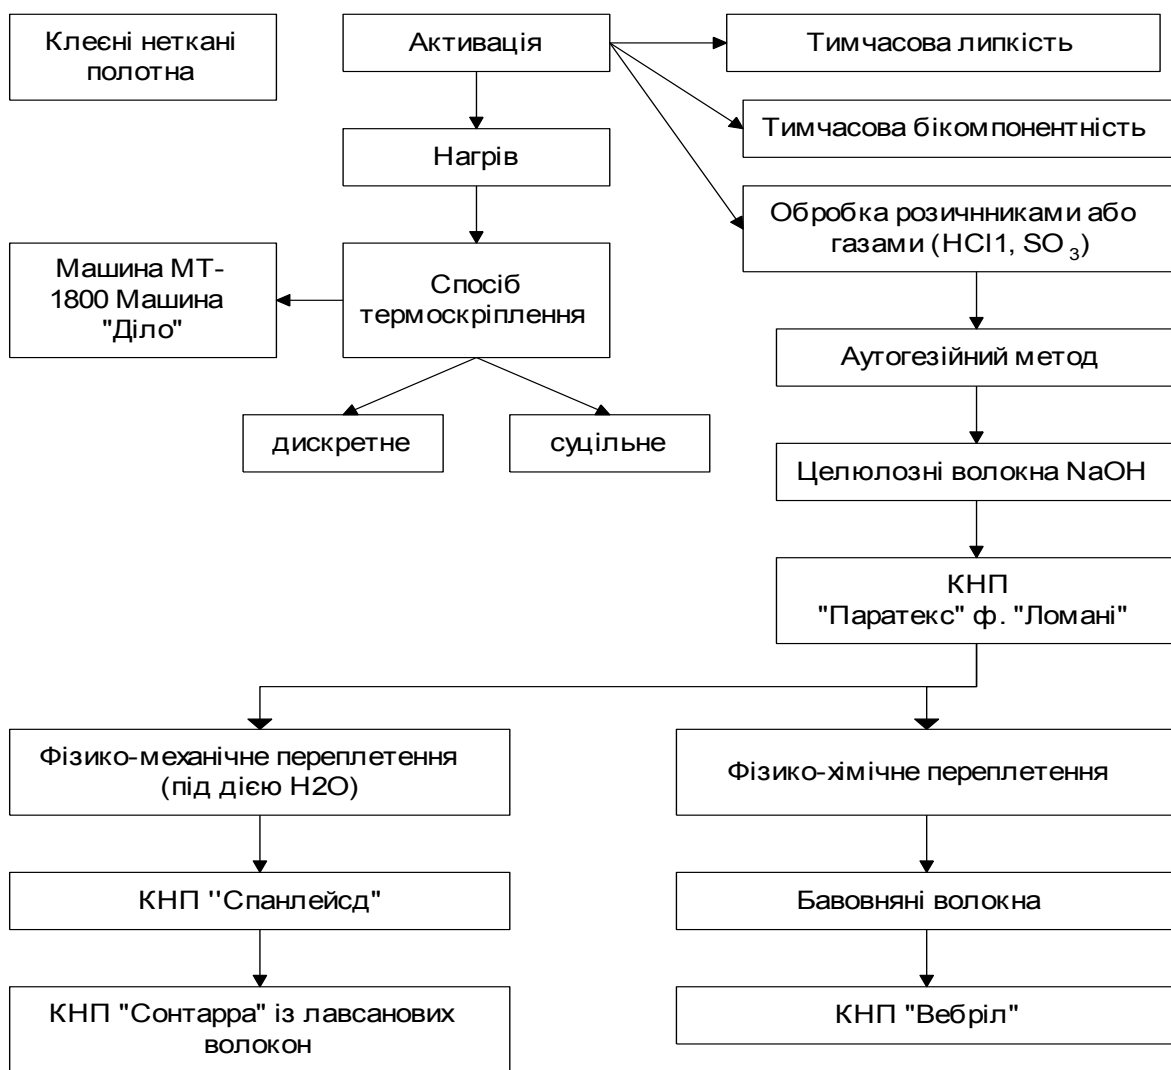 Клеєні неткані
полотна
Активація
Тимчасова липкість
Тимчасова бікомпонентність
Нагрів
Обробка розичнниками або
газами (HCl1, SO3)
Машина МТ-
1800 Машина
"Діло"
Спосіб
термоскріплення
Аутогезійний метод
дискретне
суцільне
Целюлозні волокна NaOH
КНП
"Паратекс" ф. "Ломані"
Фізико-механічне переплетення
(під дією H2O)
Фізико-хімічне переплетення
КНП ''Спанлейсд"
Бавовняні волокна
КНП "Сонтарра" із лавсанових
волокон
КНП "Вебріл"